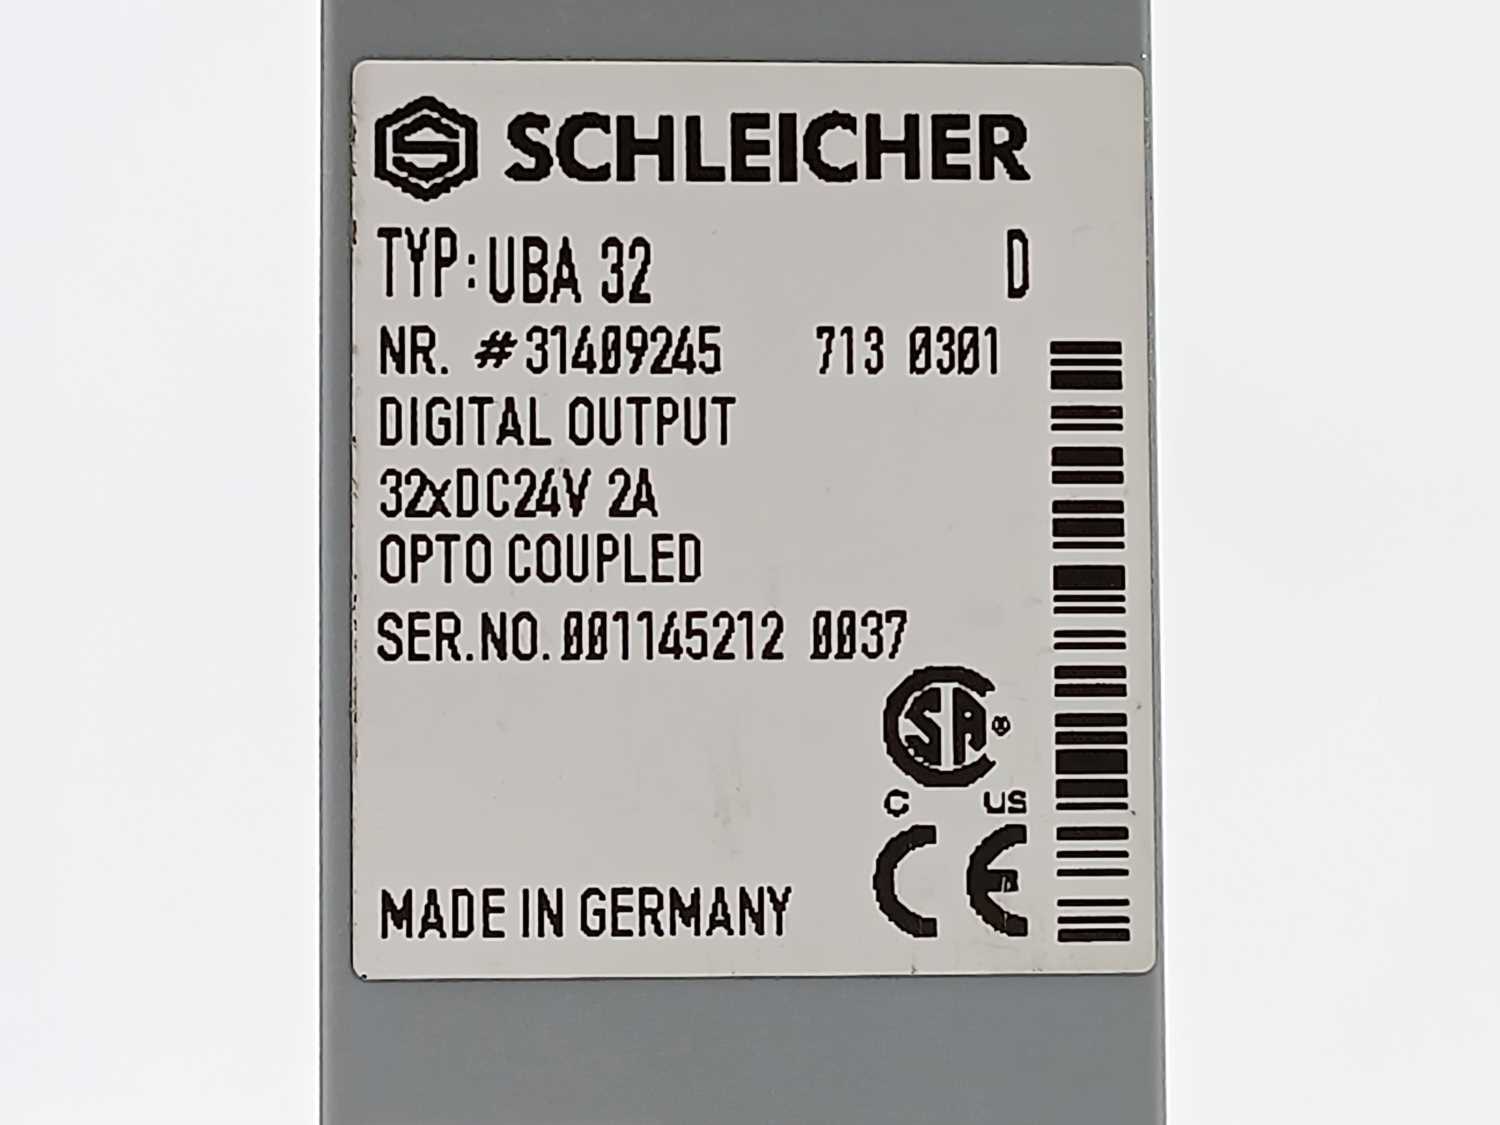 SCHLEICHER
TYP: UBA 32 D
NR. #31409245 713 0301
DIGITAL OUTPUT
32xDC24V 2A
OPTO COUPLED
SER.NO. 001145212 0037
SA ®
C US
CE
MADE IN GERMANY